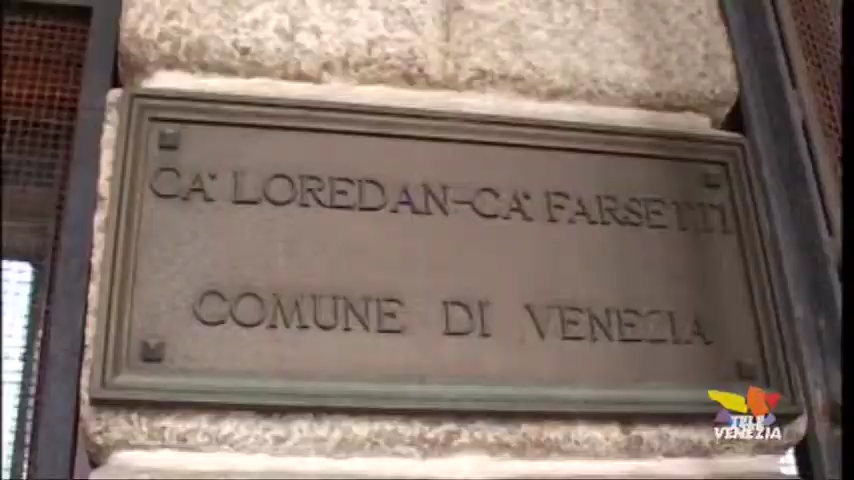 CA' LOREDAN-CA' FARSETTI
COMUNE DI VENEZIA
TELE
VENEZIA